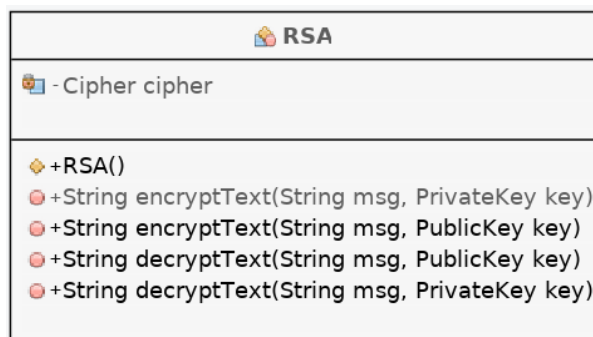 RSA
-Cipher cipher
+RSA()
+String encryptText(String msg, PrivateKey key)
+String encryptText(String msg, PublicKey key)
+String decryptText(String msg, PublicKey key)
+String decryptText(String msg, PrivateKey key)